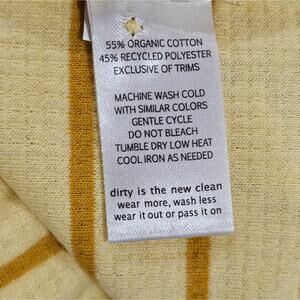 55% ORGANIC COTTON
45% RECYCLED POLYESTER
EXCLUSIVE OF TRIMS
MACHINE WASH COLD
WITH SIMILAR COLORS
GENTLE CYCLE
DO NOT BLEACH
TUMBLE DRY LOW HEAT
COOL IRON AS NEEDED
dirty is the new clean
wear more, wash less
wear it out or pass it on